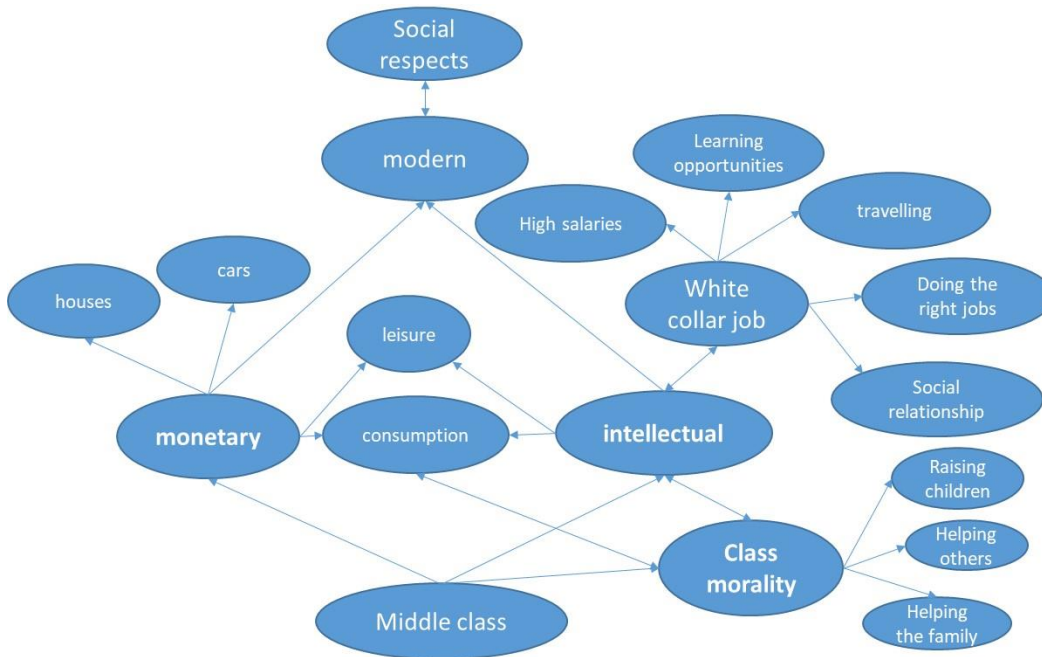 Social
respects
modern
Learning
opportunities
High salaries
travelling
cars
houses
White
collar job
Doing the
right jobs
leisure
Social
relationship
monetary
consumption
intellectual
Raising
children
Helping
others
Class
morality
Middle class
Helping
the family